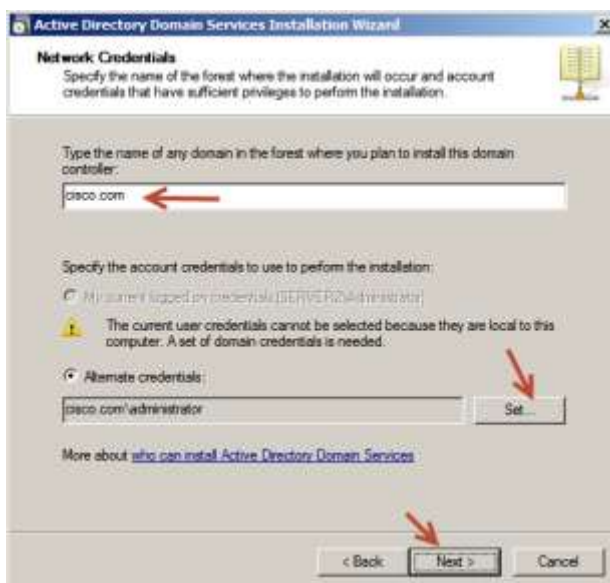 Active Directory Domain Services Installation Wizard
Network Credentials
Specify the name of the forest where the installation will occur and account
credentials that have sufficient privileges to perform the installation.
Type the name of any domain in the forest where you plan to install this domain
controller:
cisco.com
Specify the account credentials to use to perform the installation:
My current logged on credentials (SERVER2\Administrator)
The current user credentials cannot be selected because they are local to this
computer. A set of domain credentials is needed.
Alternate credentials:
cisco.com\administrator
Set...
More about who can install Active Directory Domain Services
< Back
Next >
Cancel